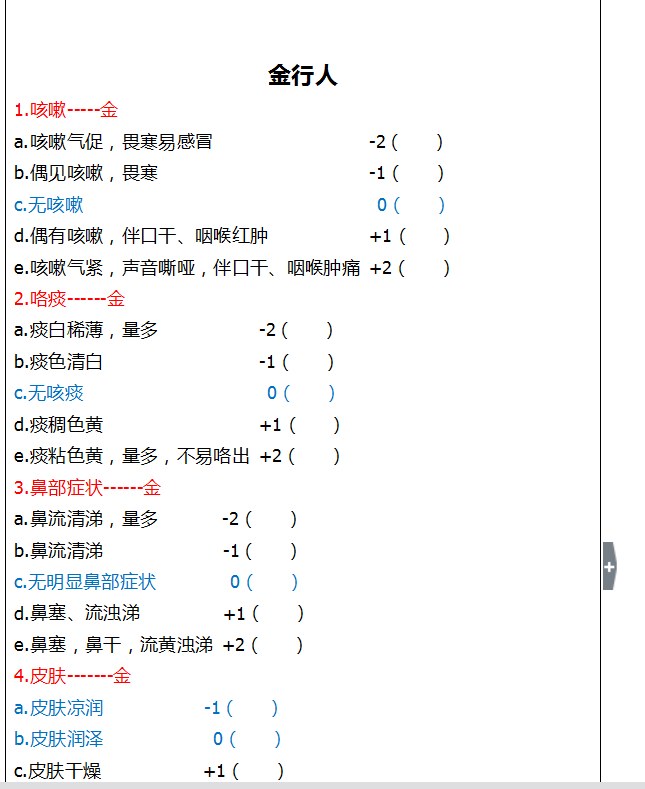 金行人
1.咳嗽-----金
a.咳嗽气促，畏寒易感冒 -2（ ）
b.偶见咳嗽，畏寒 -1（ ）
c.无咳嗽 0（ ）
d.偶有咳嗽，伴口干、咽喉红肿 +1（ ）
e.咳嗽气紧，声音嘶哑，伴口干、咽喉肿痛 +2（ ）
2.咯痰------金
a.痰白稀薄，量多 -2（ ）
b.痰色清白 -1（ ）
c.无咳痰 0（ ）
d.痰稠色黄 +1（ ）
e.痰粘色黄，量多，不易咯出 +2（ ）
3.鼻部症状------金
a.鼻流清涕，量多 -2（ ）
b.鼻流清涕 -1（ ）
c.无明显鼻部症状 0（ ）
d.鼻塞、流浊涕 +1（ ）
e.鼻塞，鼻干，流黄浊涕 +2（ ）
4.皮肤-------金
a.皮肤凉润 -1（ ）
b.皮肤润泽 0（ ）
c.皮肤干燥 +1（ ）